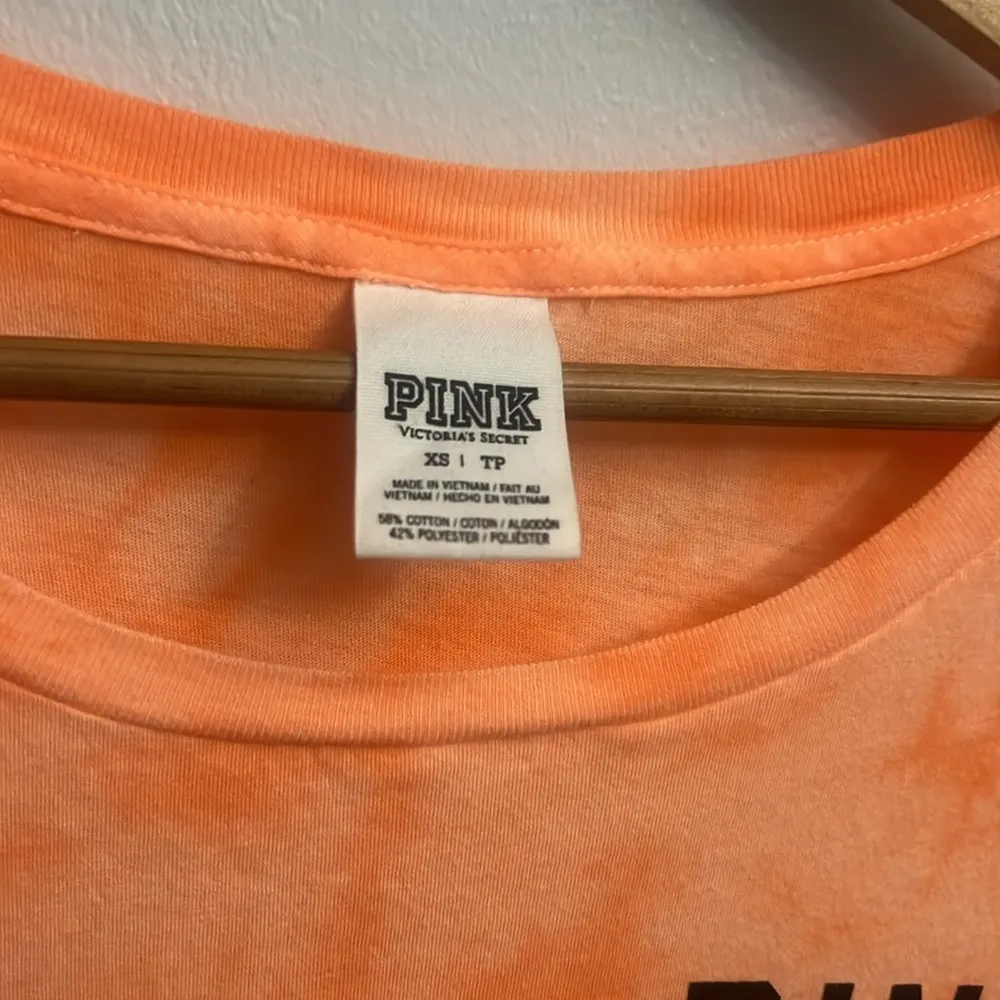 PINK
VICTORIA'S SECRET
XS | TP
MADE IN VIETNAM / FAIT AU
VIETNAM / HECHO EN VIETNAM
58% COTTON / COTON / ALGODÓN
42% POLYESTER / POLIÉSTER